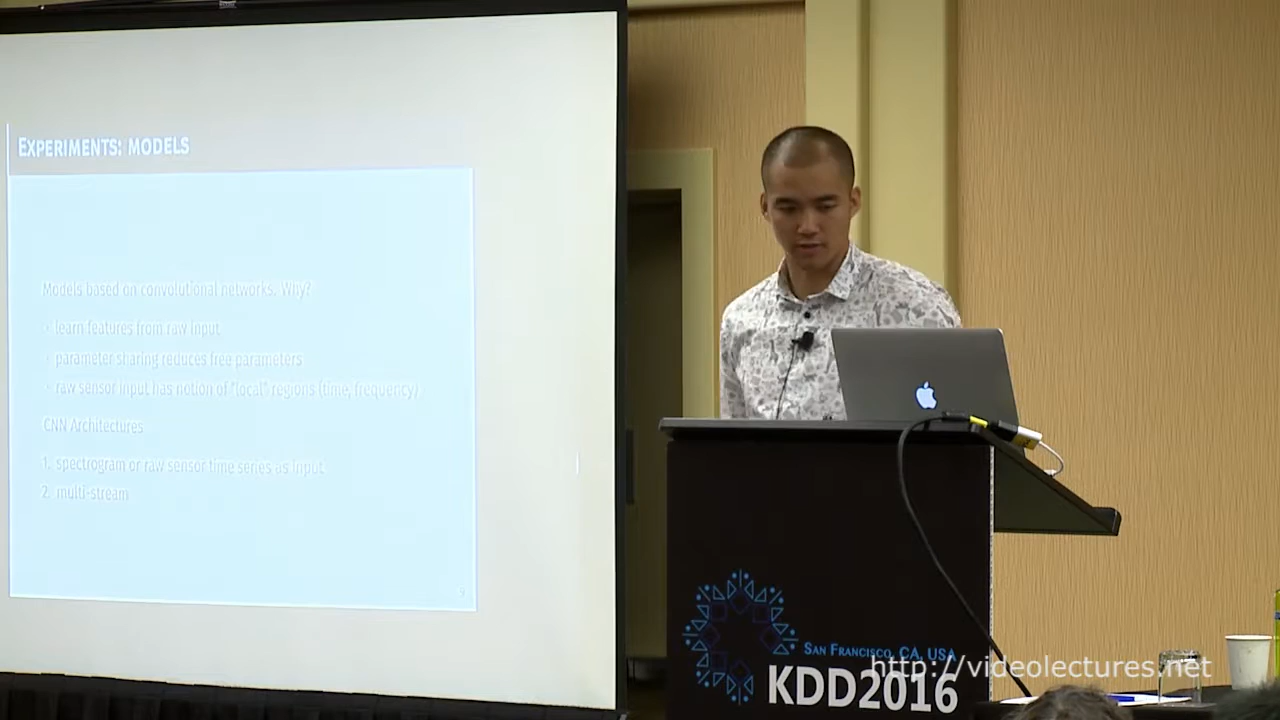 EXPERIMENTS: MODELS
Models based on convolutional networks. Why?
· learn features from raw input
· parameter sharing reduces free parameters
· raw sensor input has notion of "local" regions (time, frequency)
CNN Architectures
1. spectrogram or raw sensor time series as input
2. multi-stream
9
SAN FRANCISCO, CA, USA
http://videolectures.net
KDD2016